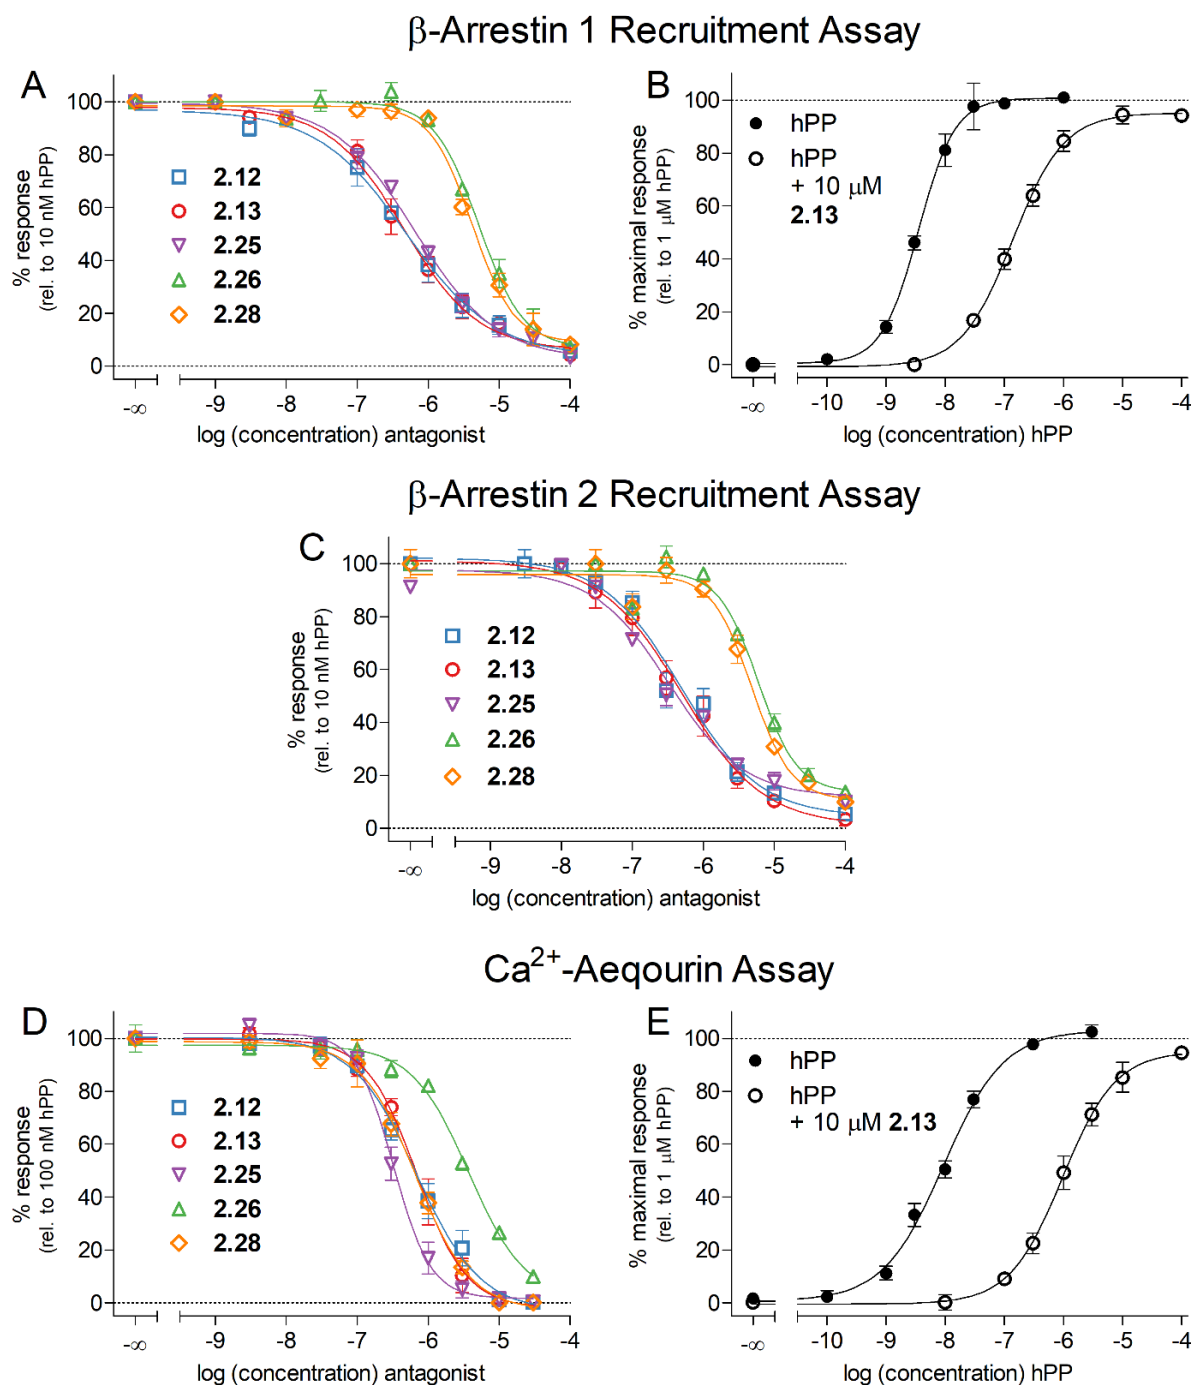 β-Arrestin 1 Recruitment Assay
A
% response
(rel. to 10 nM hPP)
100
80
60
40
20
0
2.12
2.13
2.25
2.26
2.28
-∞
-9
-8
-7
-6
-5
-4
log (concentration) antagonist
B
% maximal response
(rel. to 1 µM hPP)
100
80
60
40
20
0
hPP
hPP
+ 10 µM
2.13
-∞
-10
-9
-8
-7
-6
-5
-4
log (concentration) hPP
β-Arrestin 2 Recruitment Assay
C
% response
(rel. to 10 nM hPP)
100
80
60
40
20
0
2.12
2.13
2.25
2.26
2.28
-∞
-9
-8
-7
-6
-5
-4
log (concentration) antagonist
Ca²⁺-Aeqourin Assay
D
% response
(rel. to 100 nM hPP)
100
80
60
40
20
0
2.12
2.13
2.25
2.26
2.28
-∞
-9
-8
-7
-6
-5
-4
log (concentration) antagonist
E
% maximal response
(rel. to 1 µM hPP)
100
80
60
40
20
0
hPP
hPP
+ 10 µM 2.13
-∞
-10
-9
-8
-7
-6
-5
-4
log (concentration) hPP